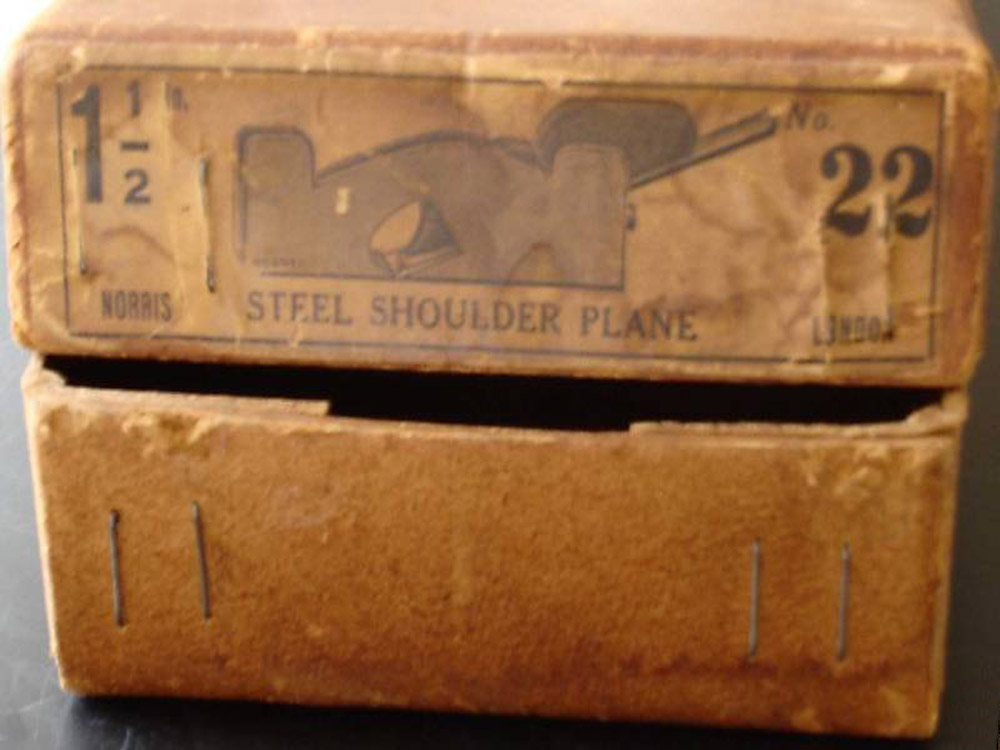 1 1/2 in.
No. 22
NORRIS STEEL SHOULDER PLANE LONDON